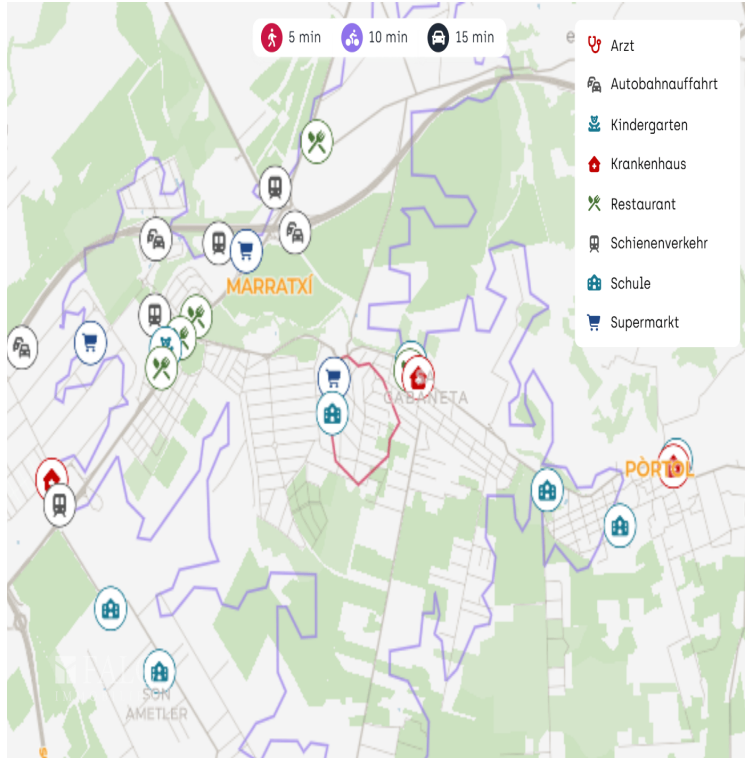 5 min
10 min
15 min
Arzt
Autobahnauffahrt
Kindergarten
Krankenhaus
Restaurant
Schienenverkehr
Schule
Supermarkt
MARRATXÍ
CABANETA
PÒRTOL
SON
AMETLER